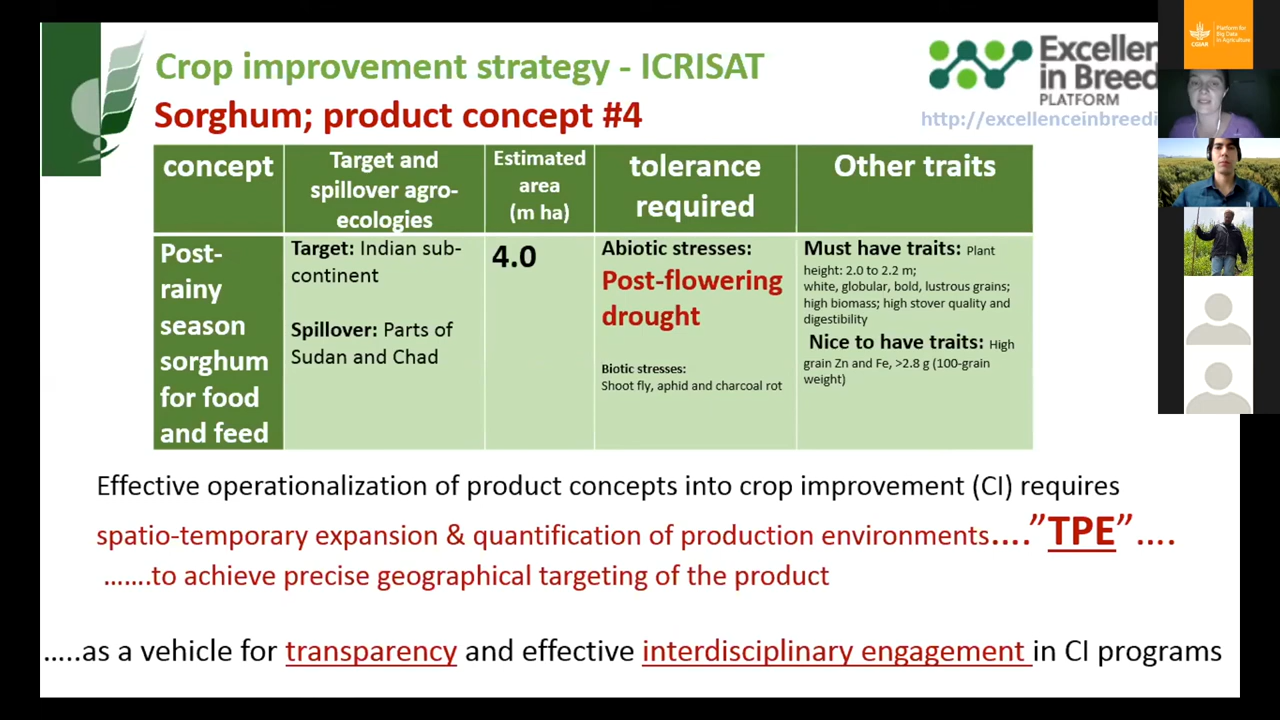 Crop improvement strategy - ICRISAT
Sorghum; product concept #4
Excellen
in Breed
PLATFORM
http://excellenceinbreedi
CGIAR
Platform for
Big Data
in Agriculture
concept
Target and
spillover agro-
ecologies
Estimated
area
(m ha)
tolerance
required
Other traits
Post-
rainy
season
sorghum
for food
and feed
Target: Indian sub-
continent
Spillover: Parts of
Sudan and Chad
4.0
Abiotic stresses:
Post-flowering
drought
Biotic stresses:
Shoot fly, aphid and charcoal rot
Must have traits: Plant
height: 2.0 to 2.2 m;
white, globular, bold, lustrous grains;
high biomass; high stover quality and
digestibility
Nice to have traits: High
grain Zn and Fe, >2.8 g (100-grain
weight)
Effective operationalization of product concepts into crop improvement (CI) requires
spatio-temporary expansion & quantification of production environments....”TPE”....
.......to achieve precise geographical targeting of the product
.....as a vehicle for transparency and effective interdisciplinary engagement in CI programs